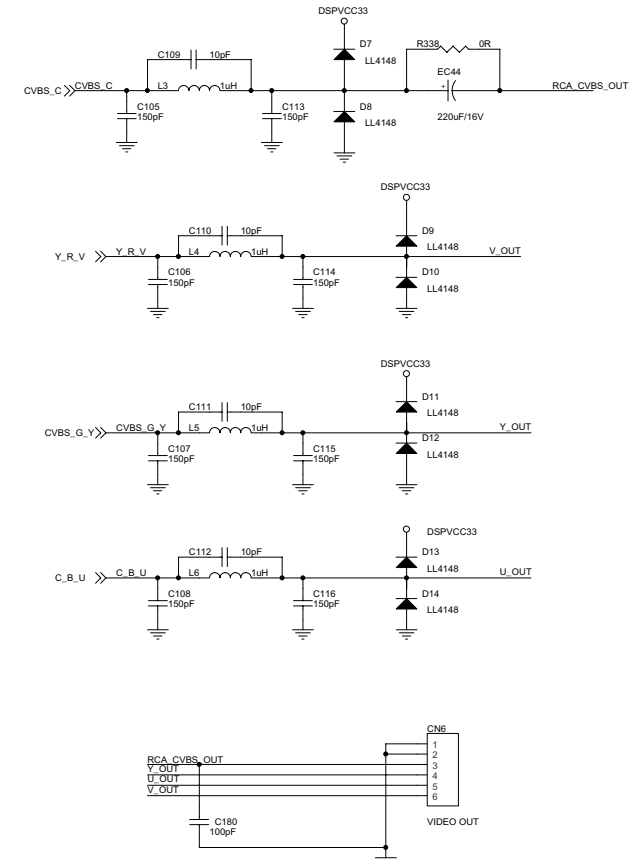 DSPVCC33
D7
LL4148
R338 0R
C109 10pF
EC44
CVBS_C CVBS_C L3 1uH RCA_CVBS_OUT
+
C105
150pF
C113
150pF
D8
LL4148
220uF/16V
DSPVCC33
C110 10pF
D9
LL4148
Y_R_V Y_R_V L4 1uH V_OUT
C106
150pF
C114
150pF
D10
LL4148
DSPVCC33
C111 10pF
D11
LL4148
CVBS_G_Y CVBS_G_Y L5 1uH Y_OUT
C107
150pF
C115
150pF
D12
LL4148
DSPVCC33
C112 10pF
D13
LL4148
C_B_U C_B_U L6 1uH U_OUT
C108
150pF
C116
150pF
D14
LL4148
CN6
1
2
RCA_CVBS_OUT 3
Y_OUT 4
U_OUT 5
V_OUT 6
C180
100pF
VIDEO OUT